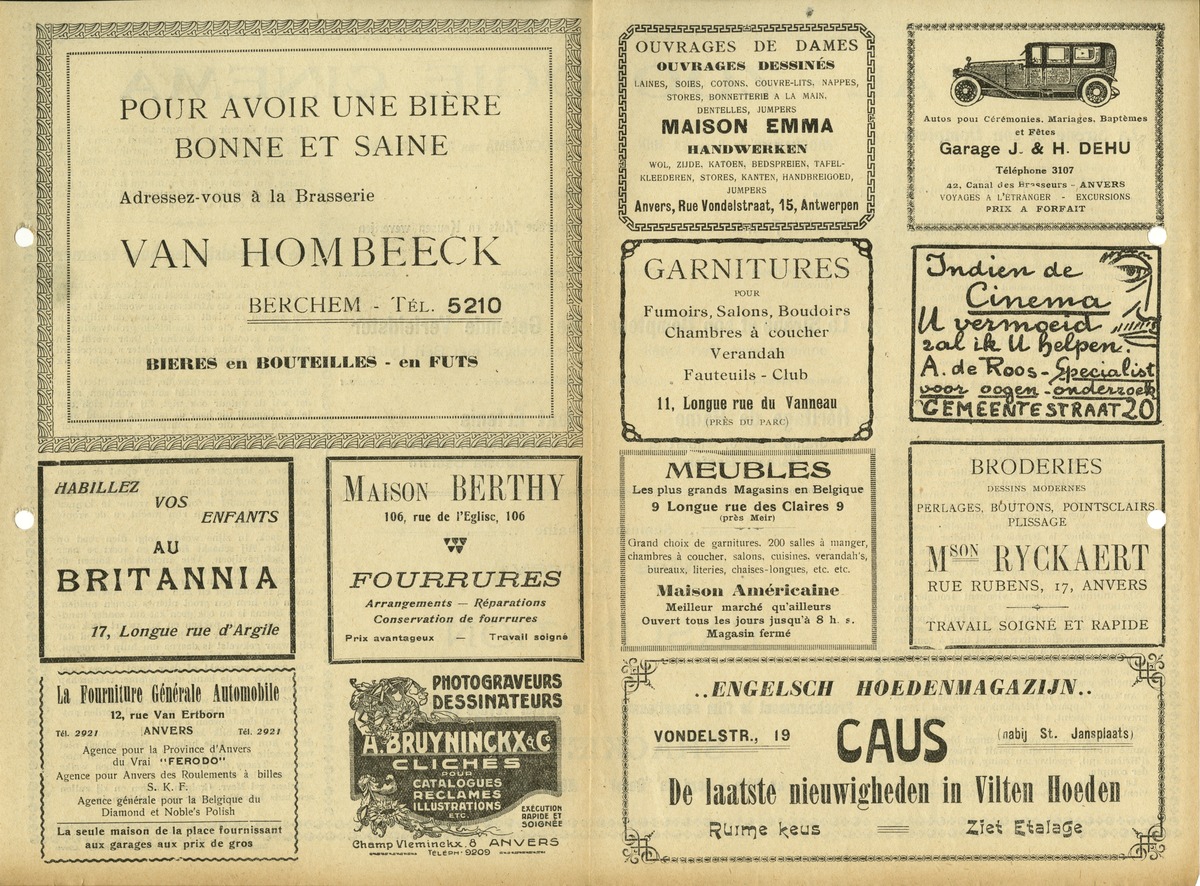 POUR AVOIR UNE BIÈRE
BONNE ET SAINE
Adressez-vous à la Brasserie
VAN HOMBEECK
BERCHEM - TÉL. 5210
BIERES en BOUTEILLES - en FUTS
HABILLEZ
VOS
ENFANTS
AU
BRITANNIA
17, Longue rue d'Argile
MAISON BERTHY
106, rue de l'Eglise, 106
FOURRURES
Arrangements — Réparations
Conservation de fourrures
Prix avantageux — Travail soigné
La Fourniture Générale Automobile
12, rue Van Ertborn
Tél. 2921 ANVERS Tél. 2921
Agence pour la Province d'Anvers
du Vrai "FERODO"
Agence pour Anvers des Roulements à billes
S. K. F.
Agence générale pour la Belgique du
Diamond et Noble's Polish
La seule maison de la place fournissant
aux garages aux prix de gros
PHOTOGRAVEURS
DESSINATEURS
A. BRUYNINCKX & Co
CLICHÉS
POUR
CATALOGUES
RÉCLAMES
ILLUSTRATIONS
ETC.
EXÉCUTION
RAPIDE ET
SOIGNÉE
Champ Vleminckx, 8 ANVERS
TÉLÉPH. 9209
OUVRAGES DE DAMES
OUVRAGES DESSINÉS
LAINES, SOIES, COTONS, COUVRE-LITS, NAPPES,
STORES, BONNETTERIE A LA MAIN,
DENTELLES, JUMPERS
MAISON EMMA
HANDWERKEN
WOL, ZIJDE, KATOEN, BEDSPREIEN, TAFEL-
KLEEDEREN, STORES, KANTEN, HANDBREIGOED,
JUMPERS
Anvers, Rue Vondelstraat, 15, Antwerpen
Autos pour Cérémonies, Mariages, Baptèmes
et Fêtes
Garage J. & H. DEHU
Téléphone 3107
42, Canal des Brasseurs - ANVERS
VOYAGES A L'ÉTRANGER - EXCURSIONS
PRIX A FORFAIT
GARNITURES
POUR
Fumoirs, Salons, Boudoirs
Chambres à coucher
Verandah
Fauteuils - Club
11, Longue rue du Vanneau
(PRÈS DU PARC)
Indien de
Cinema
U vermoeid
zal ik U helpen.
A. de Roos - Specialist
voor oogen-onderzoek
GEMEENTESTRAAT 20
MEUBLES
Les plus grands Magasins en Belgique
9 Longue rue des Claires 9
(près Meir)
Grand choix de garnitures. 200 salles à manger,
chambres à coucher, salons, cuisines, verandah's,
bureaux, literies, chaises-longues, etc. etc.
Maison Américaine
Meilleur marché qu'ailleurs
Ouvert tous les jours jusqu'à 8 h. s.
Magasin fermé
BRODERIES
DESSINS MODERNES
PERLAGES, BOUTONS, POINTSCLAIRS
PLISSAGE
MSON RYCKAERT
RUE RUBENS, 17, ANVERS
TRAVAIL SOIGNÉ ET RAPIDE
..ENGELSCH HOEDENMAGAZIJN..
VONDELSTR., 19 CAUS (nabij St. Jansplaats)
De laatste nieuwigheden in Vilten Hoeden
Ruime keus = Ziet Etalage